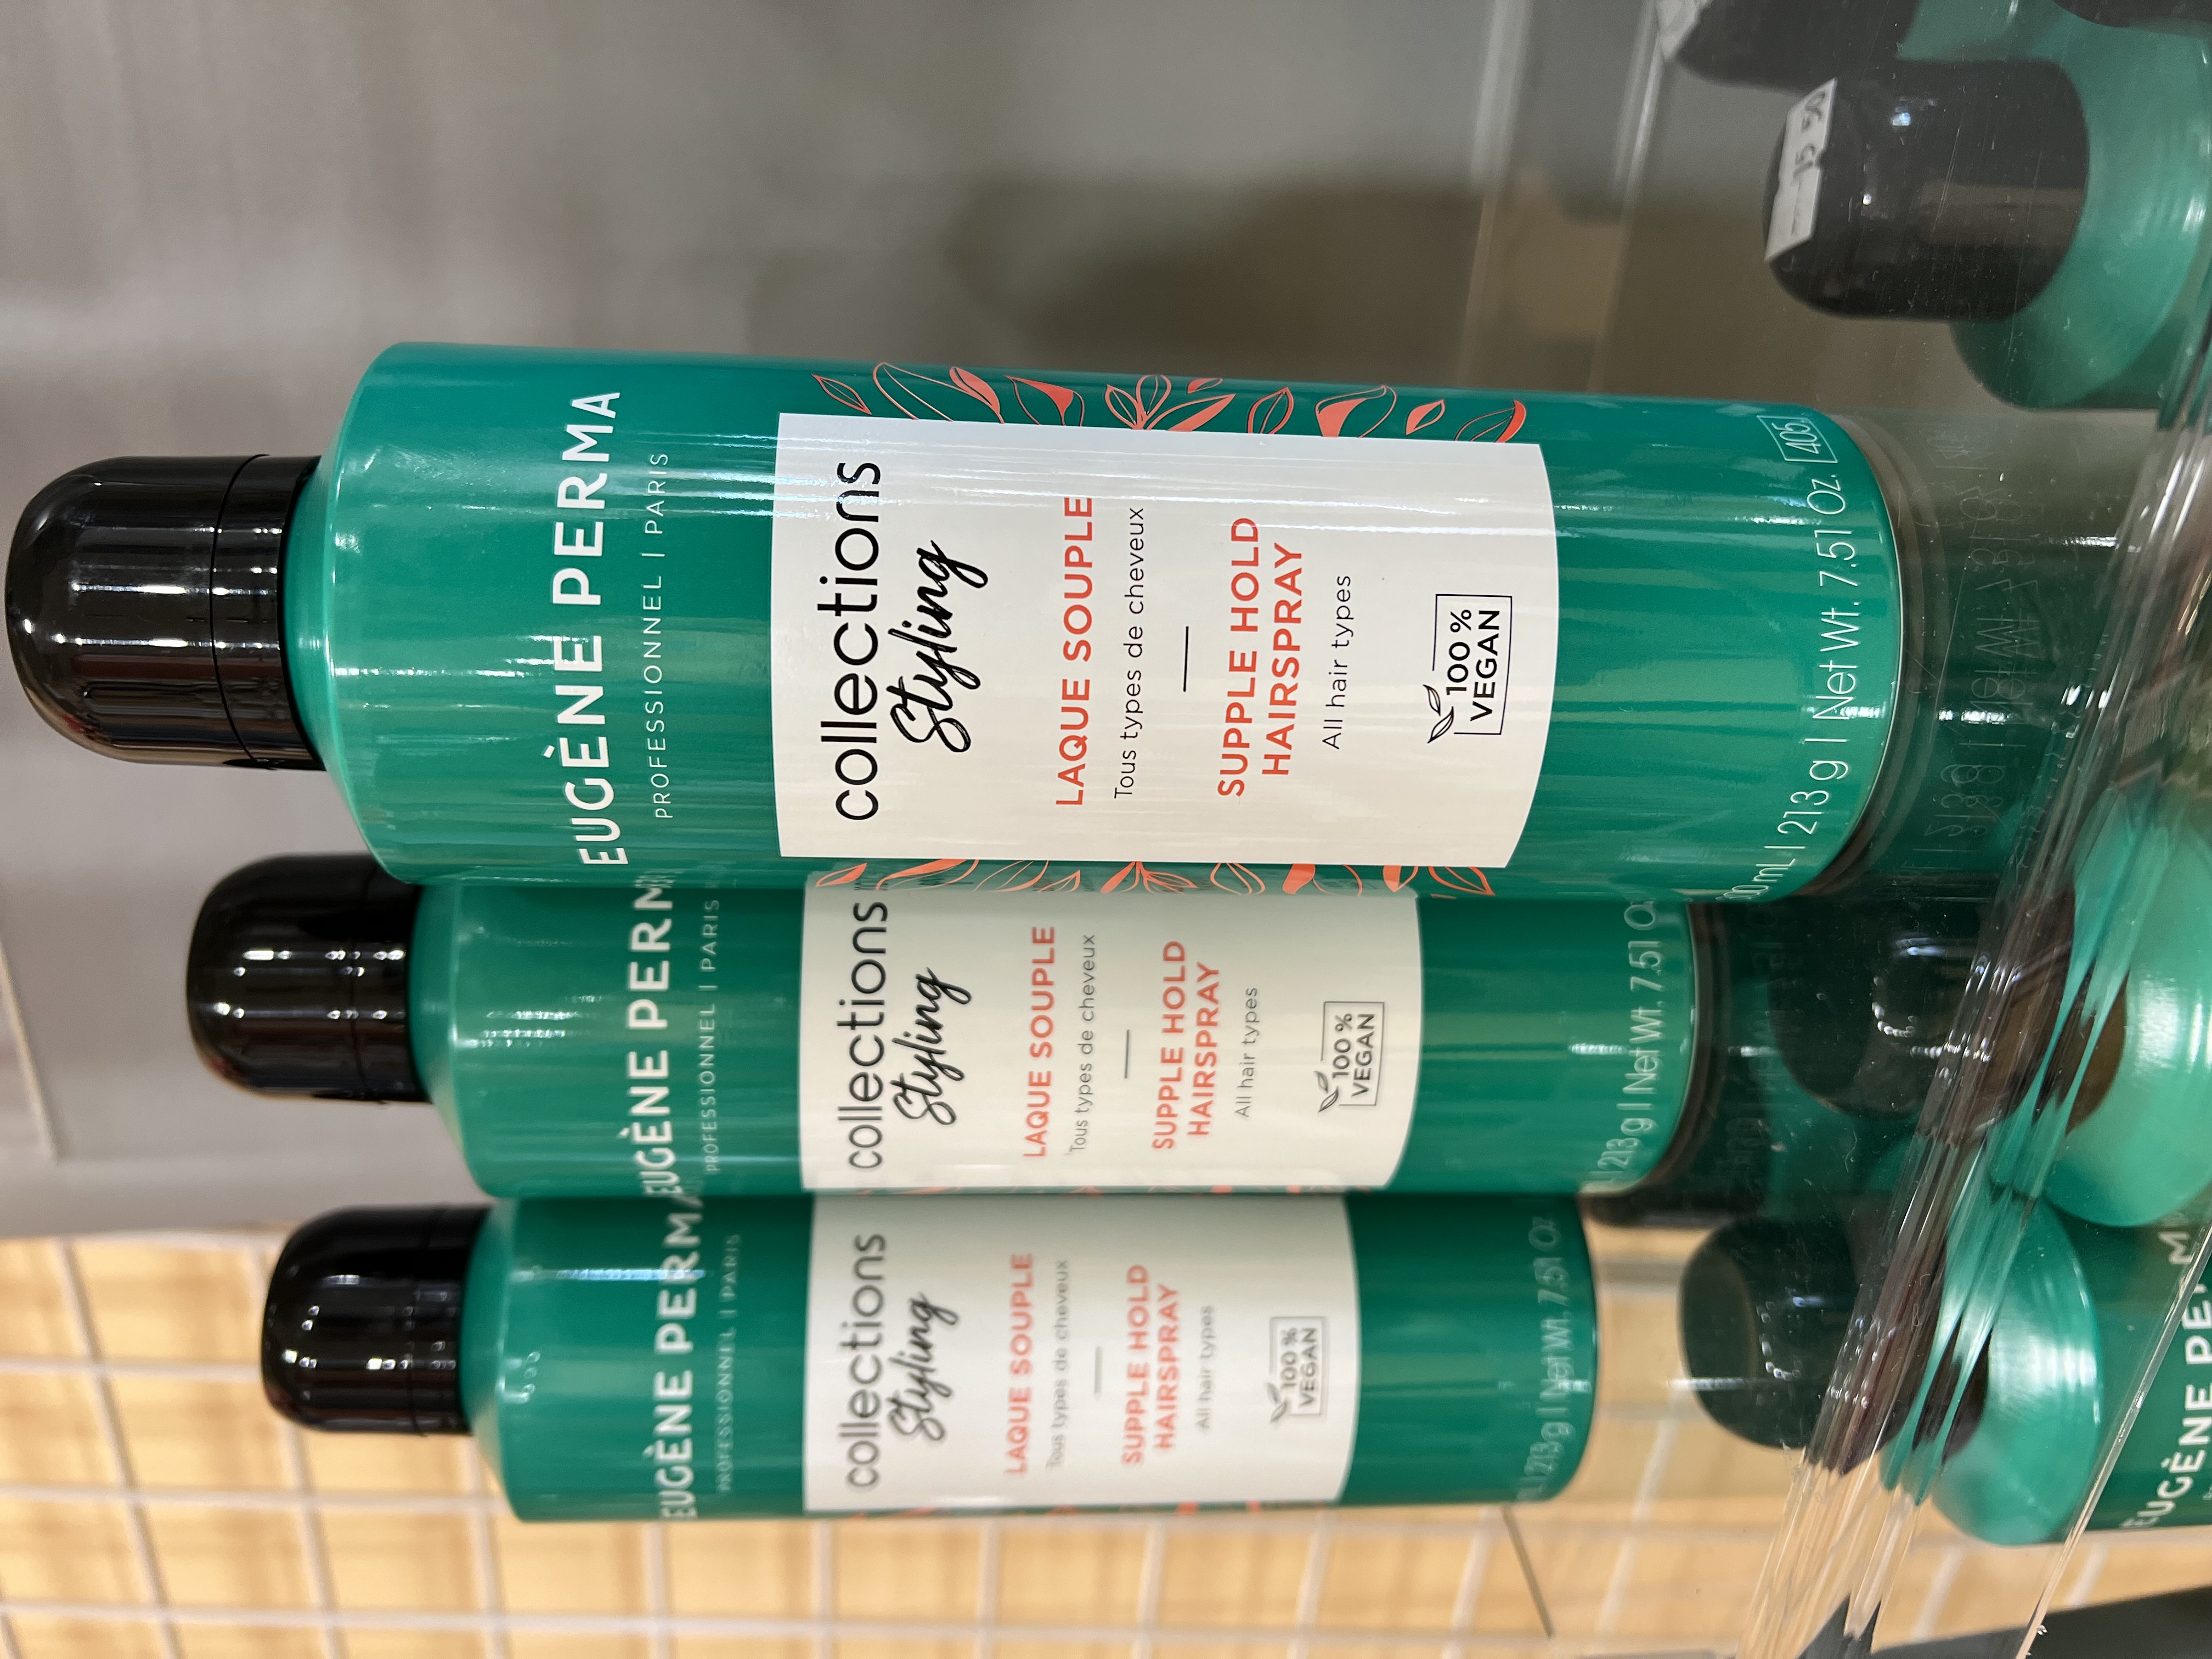 EUGÈNE PERMA
PROFESSIONNEL | PARIS
collections
Styling
LAQUE SOUPLE
Tous types de cheveux
SUPPLE HOLD
HAIRSPRAY
All hair types
100 %
VEGAN
213 g | Net Wt. 7.51 Oz. 405
EUGÈNE PERM
PROFESSIONNEL | PARIS
collections
Styling
LAQUE SOUPLE
Tous types de cheveux
SUPPLE HOLD
HAIRSPRAY
All hair types
100 %
VEGAN
213 g | Net Wt. 7.51 Oz
EUGÈNE PERMA
PROFESSIONNEL | PARIS
collections
Styling
LAQUE SOUPLE
Tous types de cheveux
SUPPLE HOLD
HAIRSPRAY
All hair types
100 %
VEGAN
213 g | Net Wt. 7.51 Oz.
15 50
EUGÈNE PE